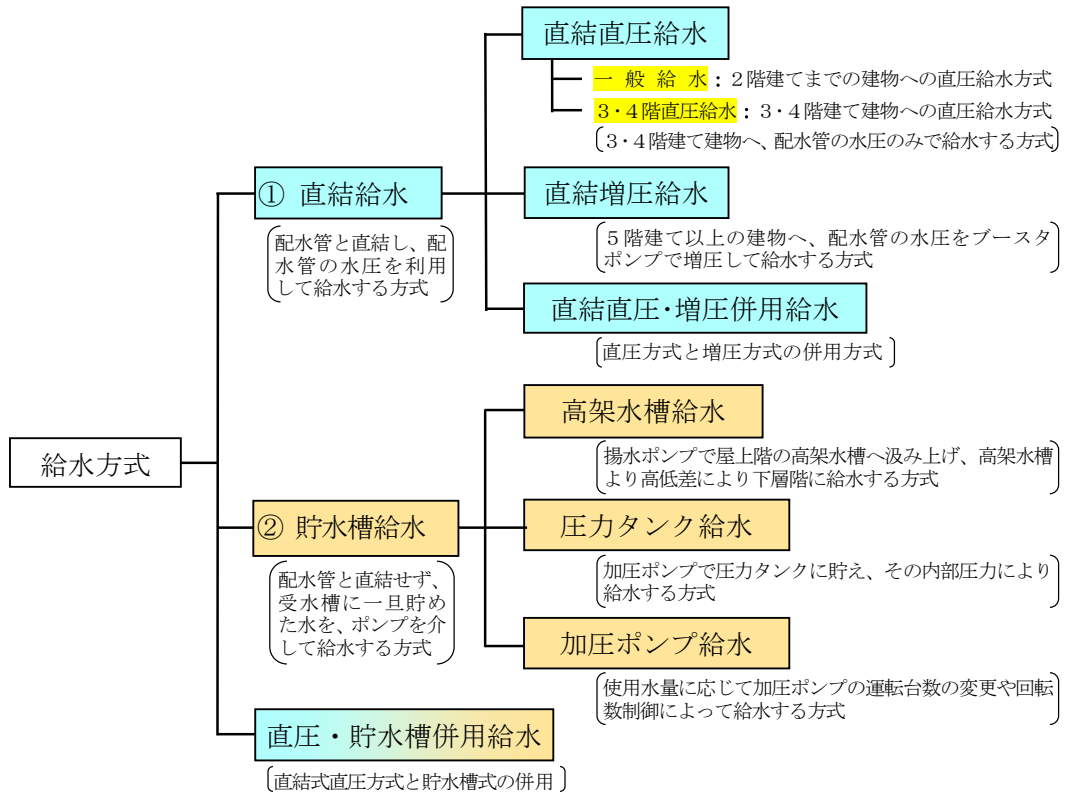 給水方式
① 直結給水
配水管と直結し、配
水管の水圧を利用
して給水する方式
直結直圧給水
一般給水：２階建てまでの建物への直圧給水方式
３・４階直圧給水：３・４階建て建物への直圧給水方式
３・４階建て建物へ、配水管の水圧のみで給水する方式
直結増圧給水
５階建て以上の建物へ、配水管の水圧をブースタ
ポンプで増圧して給水する方式
直結直圧・増圧併用給水
直圧方式と増圧方式の併用方式
② 貯水槽給水
配水管と直結せず、
受水槽に一旦貯め
た水を、ポンプを介
して給水する方式
高架水槽給水
揚水ポンプで屋上階の高架水槽へ汲み上げ、高架水槽
より高低差により下層階に給水する方式
圧力タンク給水
加圧ポンプで圧力タンクに貯え、その内部圧力により
給水する方式
加圧ポンプ給水
使用水量に応じて加圧ポンプの運転台数の変更や回転
数制御によって給水する方式
直圧・貯水槽併用給水
直結式直圧方式と貯水槽式の併用